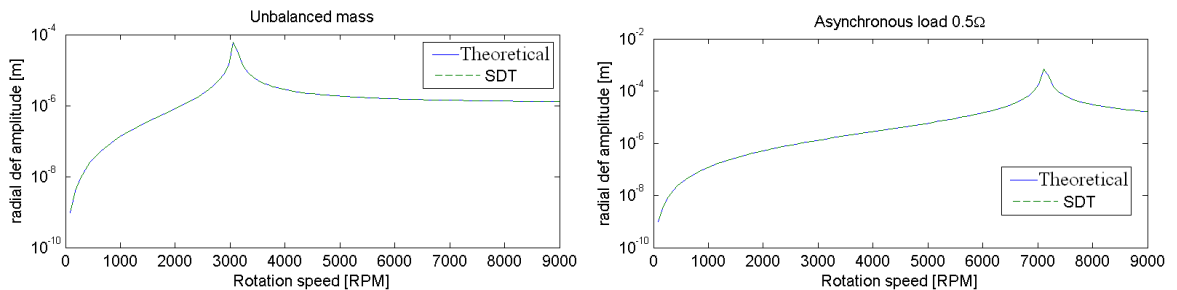 Unbalanced mass
10-4
10-6
10-8
10-10
radial def amplitude [m]
Theoretical
SDT
0 1000 2000 3000 4000 5000 6000 7000 8000 9000
Rotation speed [RPM]
Asynchronous load 0.5Ω
10-2
10-4
10-6
10-8
10-10
radial def amplitude [m]
Theoretical
SDT
0 1000 2000 3000 4000 5000 6000 7000 8000 9000
Rotation speed [RPM]